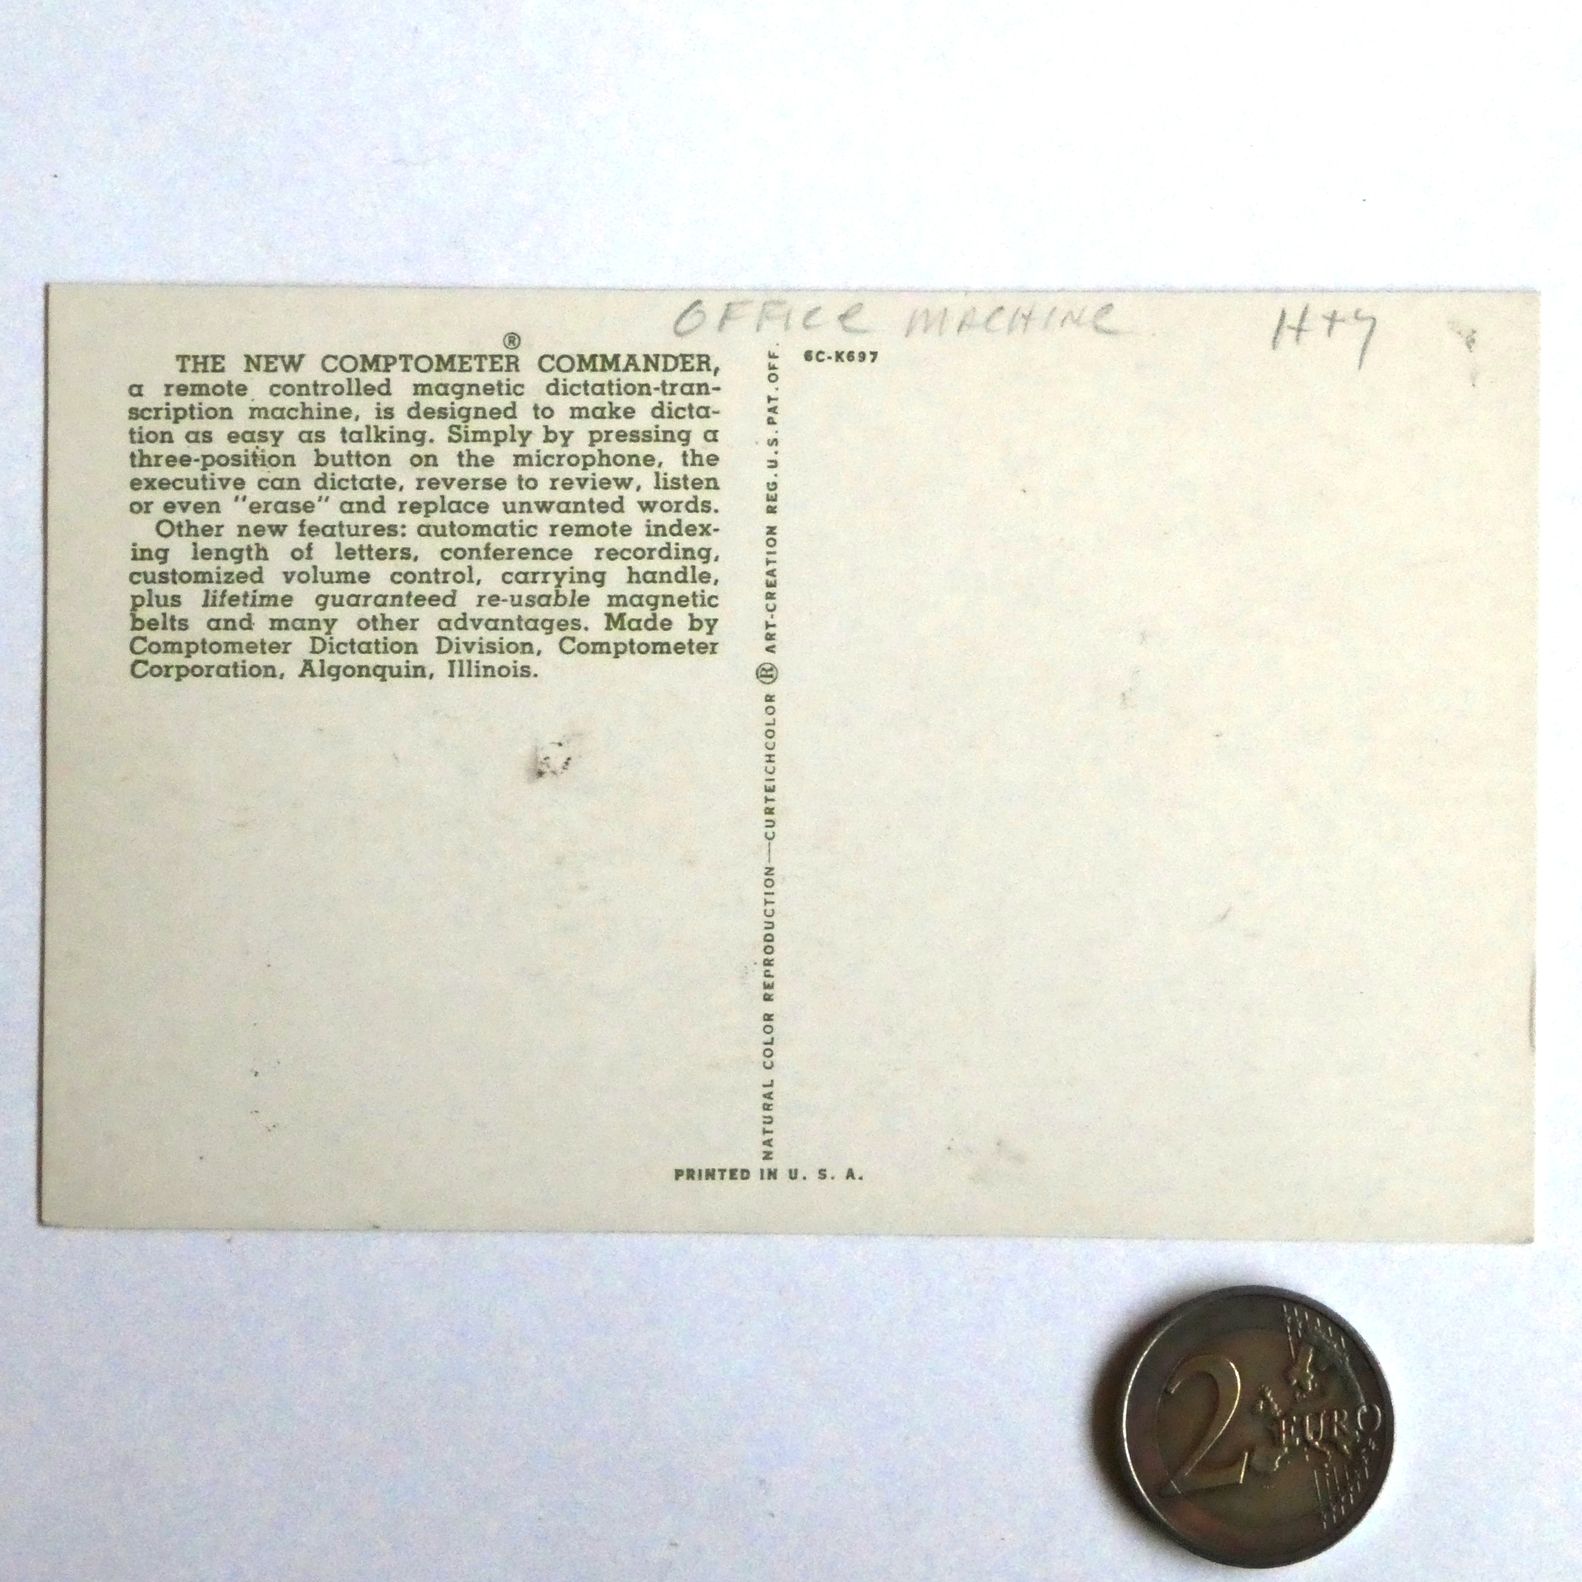 OFFICE MACHINE
®
THE NEW COMPTOMETER COMMANDER,
a remote controlled magnetic dictation-tran-
scription machine, is designed to make dicta-
tion as easy as talking. Simply by pressing a
three-position button on the microphone, the
executive can dictate, reverse to review, listen
or even "erase" and replace unwanted words.
Other new features: automatic remote index-
ing length of letters, conference recording,
customized volume control, carrying handle,
plus lifetime guaranteed re-usable magnetic
belts and many other advantages. Made by
Comptometer Dictation Division, Comptometer
Corporation, Algonquin, Illinois.
NATURAL COLOR REPRODUCTION—CURTEICHCOLOR ® ART-CREATION REG. U.S. PAT. OFF.
6C-K697
PRINTED IN U. S. A.
2 EURO